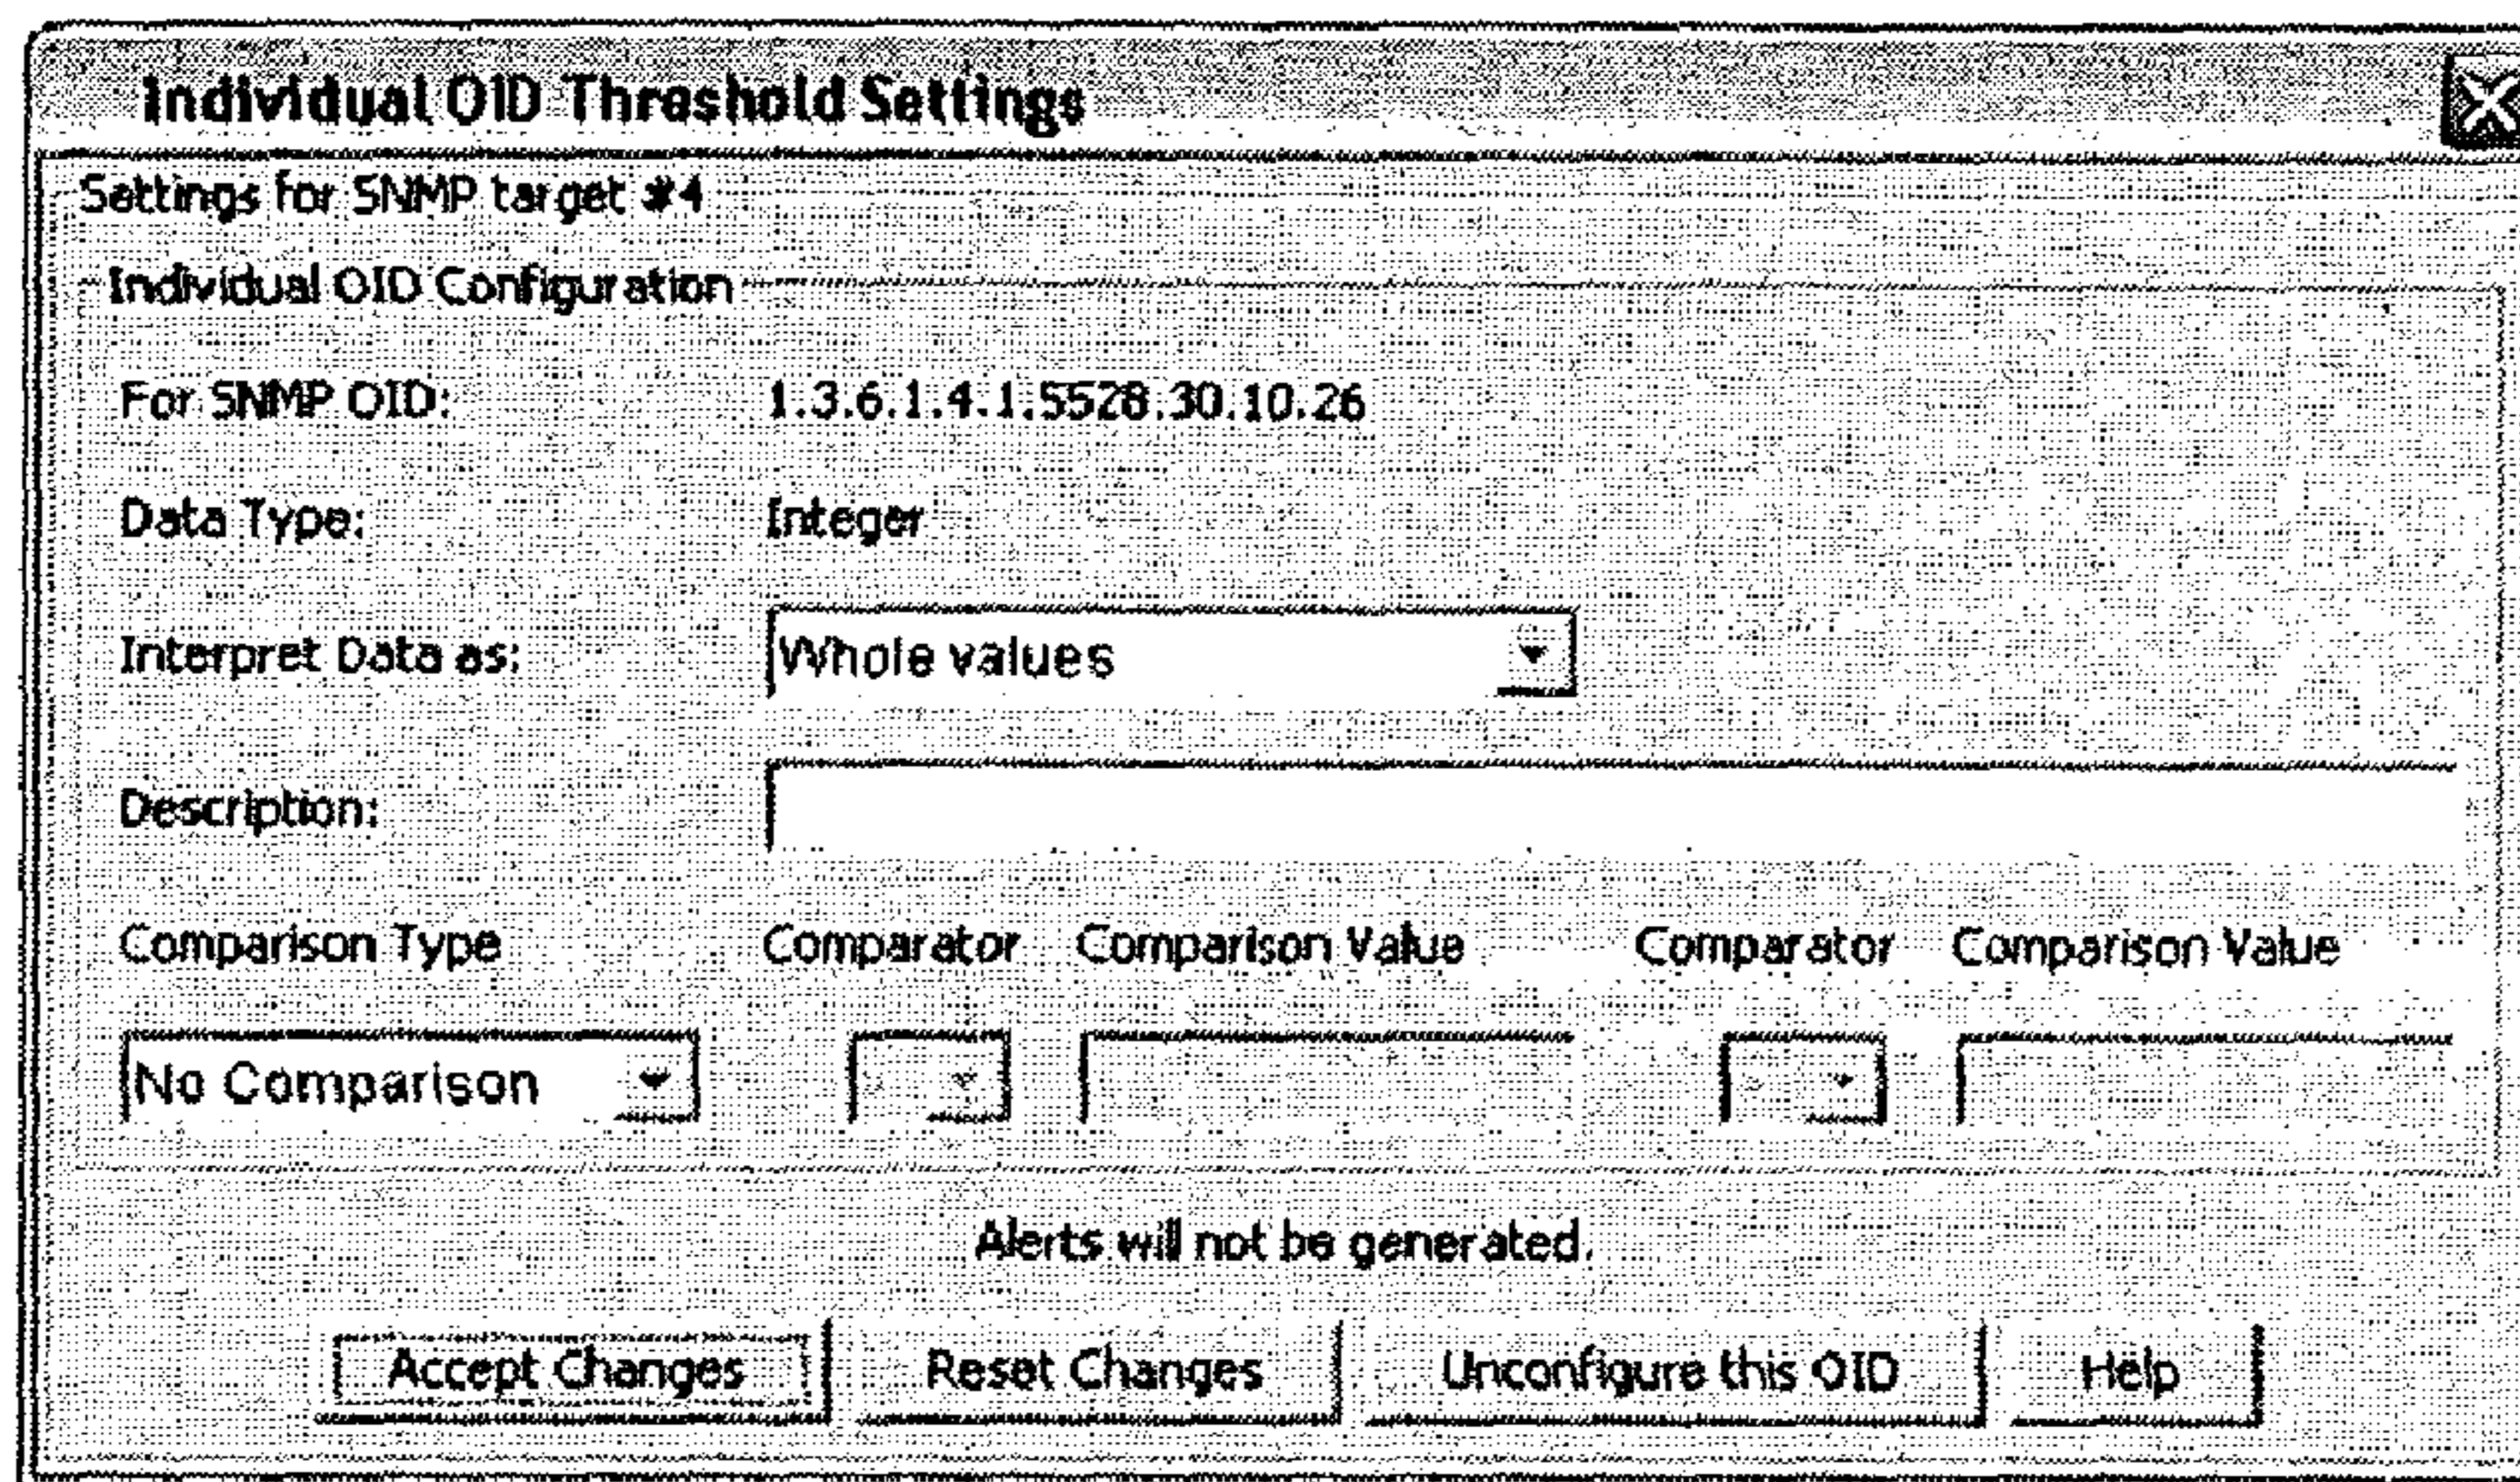 Individual OID Threshold Settings
Settings for SNMP target #4
Individual OID Configuration
For SNMP OID: 1.3.6.1.4.1.5528.30.10.26
Data Type: Integer
Interpret Data as: Whole values
Description:
Comparison Type Comparator Comparison Value Comparator Comparison Value
No Comparison
Alerts will not be generated.
Accept Changes Reset Changes Unconfigure this OID Help